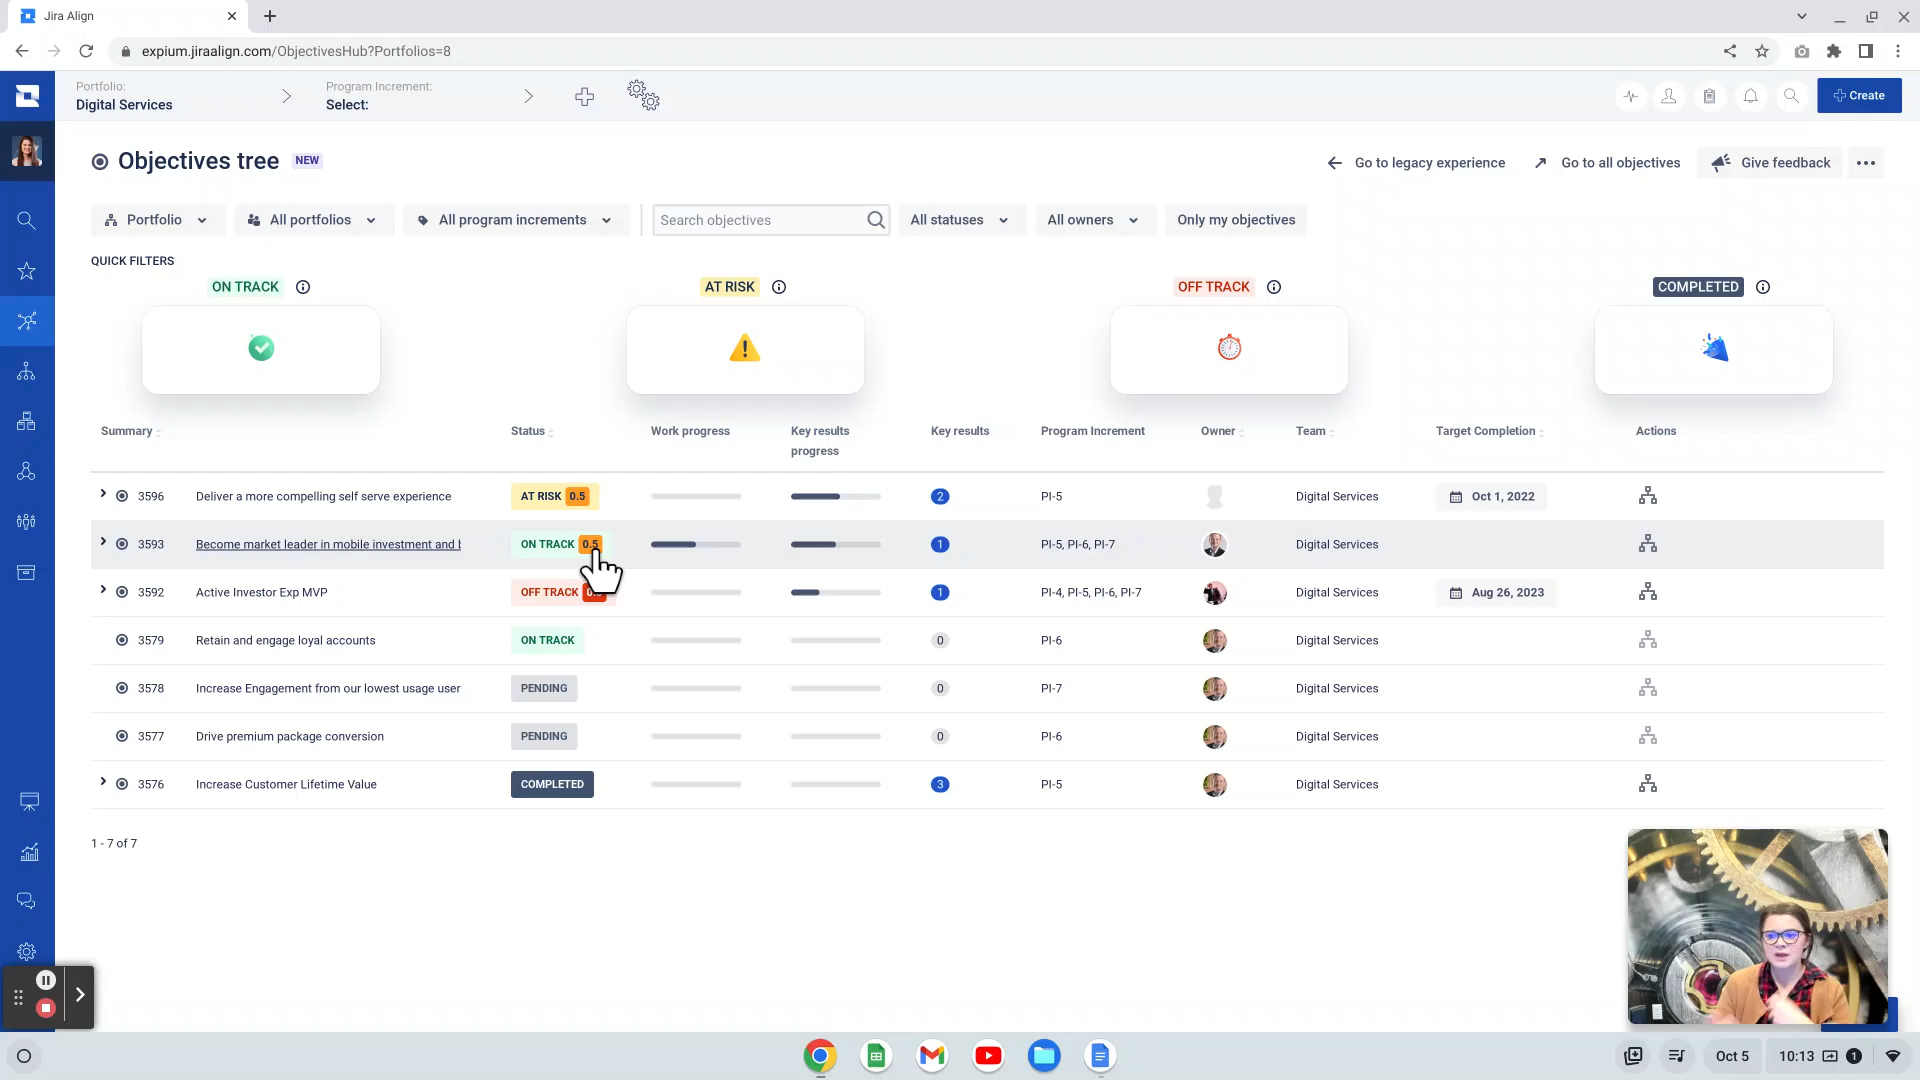 Jira Align
expium.jiraalign.com/ObjectivesHub?Portfolios=8
Portfolio:
Digital Services
Program Increment:
Select:
Create
Objectives tree NEW
Go to legacy experience
Go to all objectives
Give feedback
Portfolio
All portfolios
All program increments
Search objectives
All statuses
All owners
Only my objectives
QUICK FILTERS
ON TRACK
AT RISK
OFF TRACK
COMPLETED
Summary
Status
Work progress
Key results progress
Key results
Program Increment
Owner
Team
Target Completion
Actions
3596 Deliver a more compelling self serve experience AT RISK 0.5 2 PI-5 Digital Services Oct 1, 2022
3593 Become market leader in mobile investment and b ON TRACK 0.5 1 PI-5, PI-6, PI-7 Digital Services
3592 Active Investor Exp MVP OFF TRACK 1 PI-4, PI-5, PI-6, PI-7 Digital Services Aug 26, 2023
3579 Retain and engage loyal accounts ON TRACK 0 PI-6 Digital Services
3578 Increase Engagement from our lowest usage user PENDING 0 PI-7 Digital Services
3577 Drive premium package conversion PENDING 0 PI-6 Digital Services
3576 Increase Customer Lifetime Value COMPLETED 3 PI-5 Digital Services
1 - 7 of 7
Oct 5
10:13
1